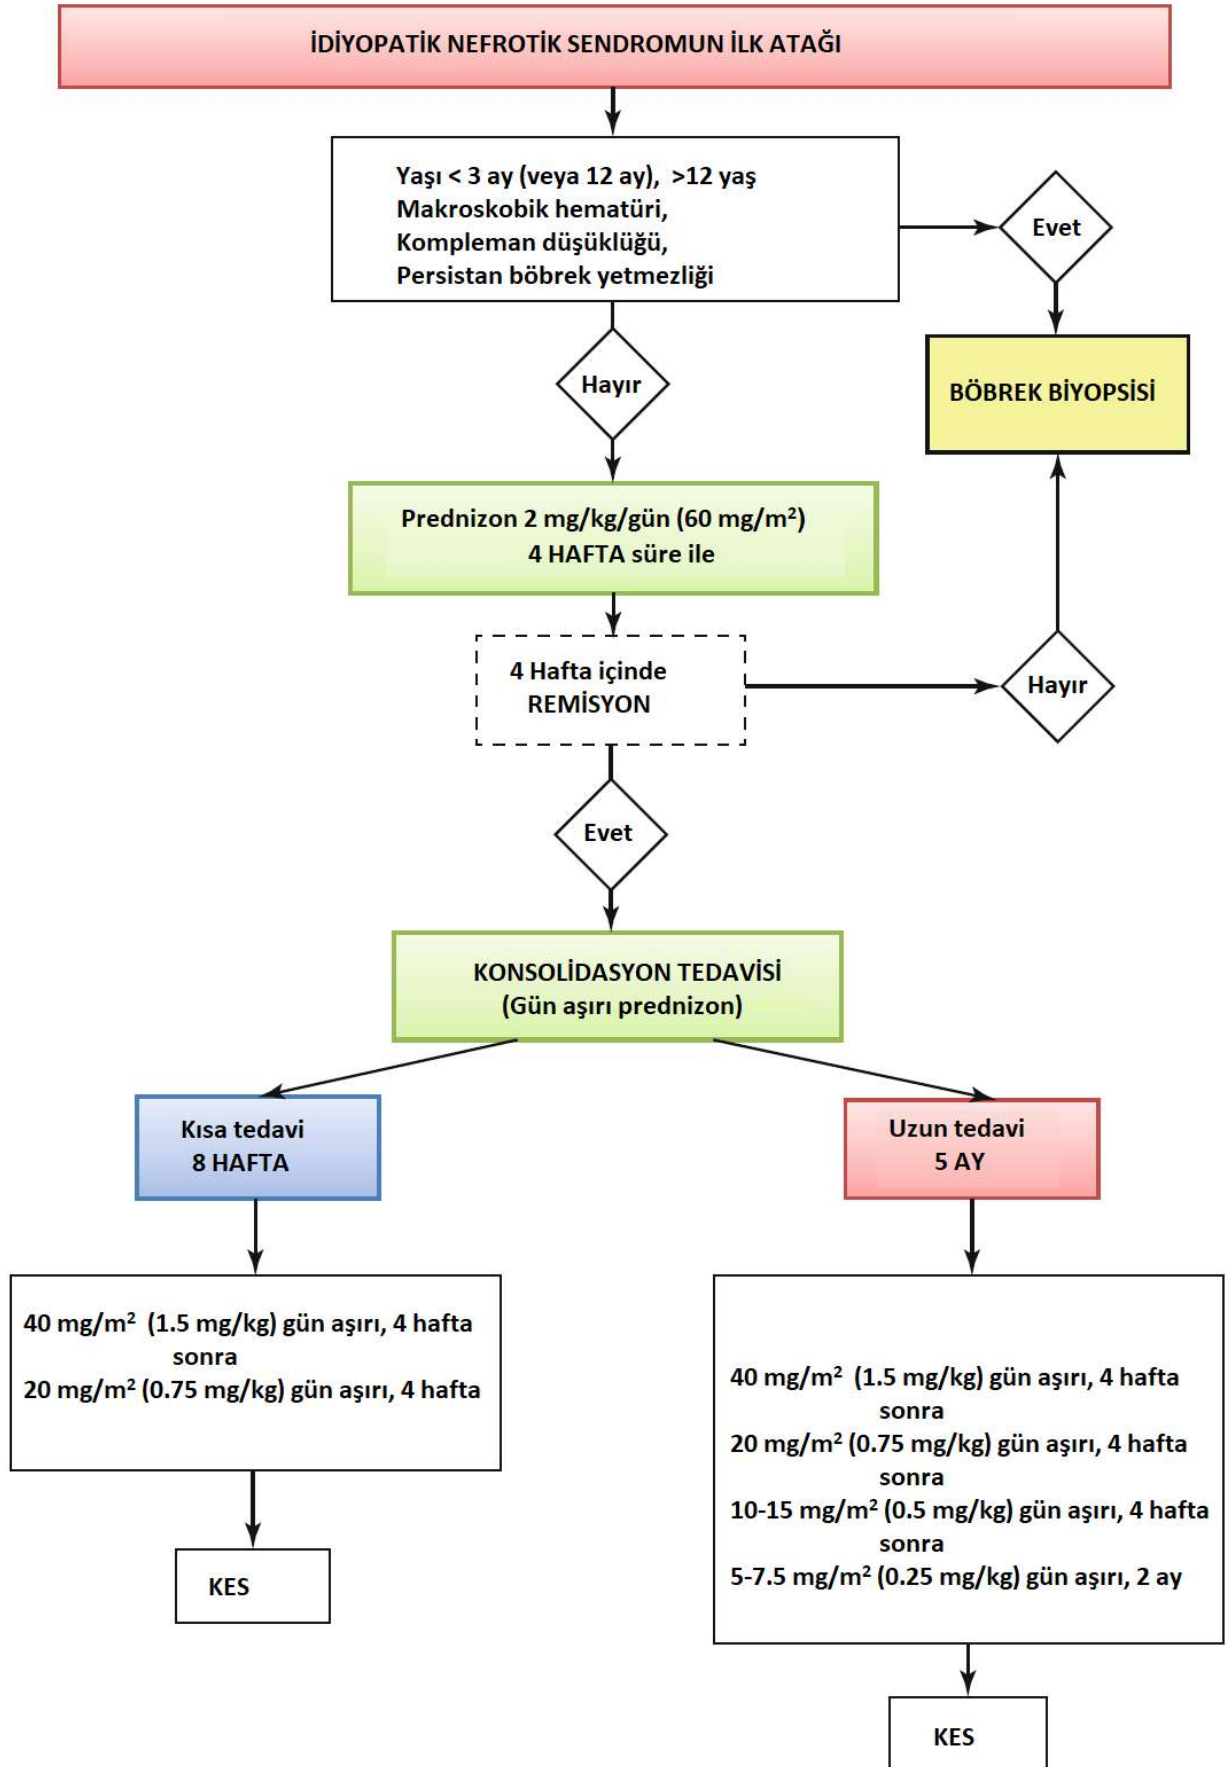 İDİYOPATİK NEFROTİK SENDROMUN İLK ATAĞI
Yaşı < 3 ay (veya 12 ay), >12 yaş
Makroskobik hematüri,
Kompleman düşüklüğü,
Persistan böbrek yetmezliği
Evet
Hayır
BÖBREK BİYOPSİSİ
Prednizon 2 mg/kg/gün (60 mg/m²)
4 HAFTA süre ile
4 Hafta içinde
REMİSYON
Hayır
Evet
KONSOLİDASYON TEDAVİSİ
(Gün aşırı prednizon)
Kısa tedavi
8 HAFTA
Uzun tedavi
5 AY
40 mg/m² (1.5 mg/kg) gün aşırı, 4 hafta
sonra
20 mg/m² (0.75 mg/kg) gün aşırı, 4 hafta
40 mg/m² (1.5 mg/kg) gün aşırı, 4 hafta
sonra
20 mg/m² (0.75 mg/kg) gün aşırı, 4 hafta
sonra
10-15 mg/m² (0.5 mg/kg) gün aşırı, 4 hafta
sonra
5-7.5 mg/m² (0.25 mg/kg) gün aşırı, 2 ay
KES
KES